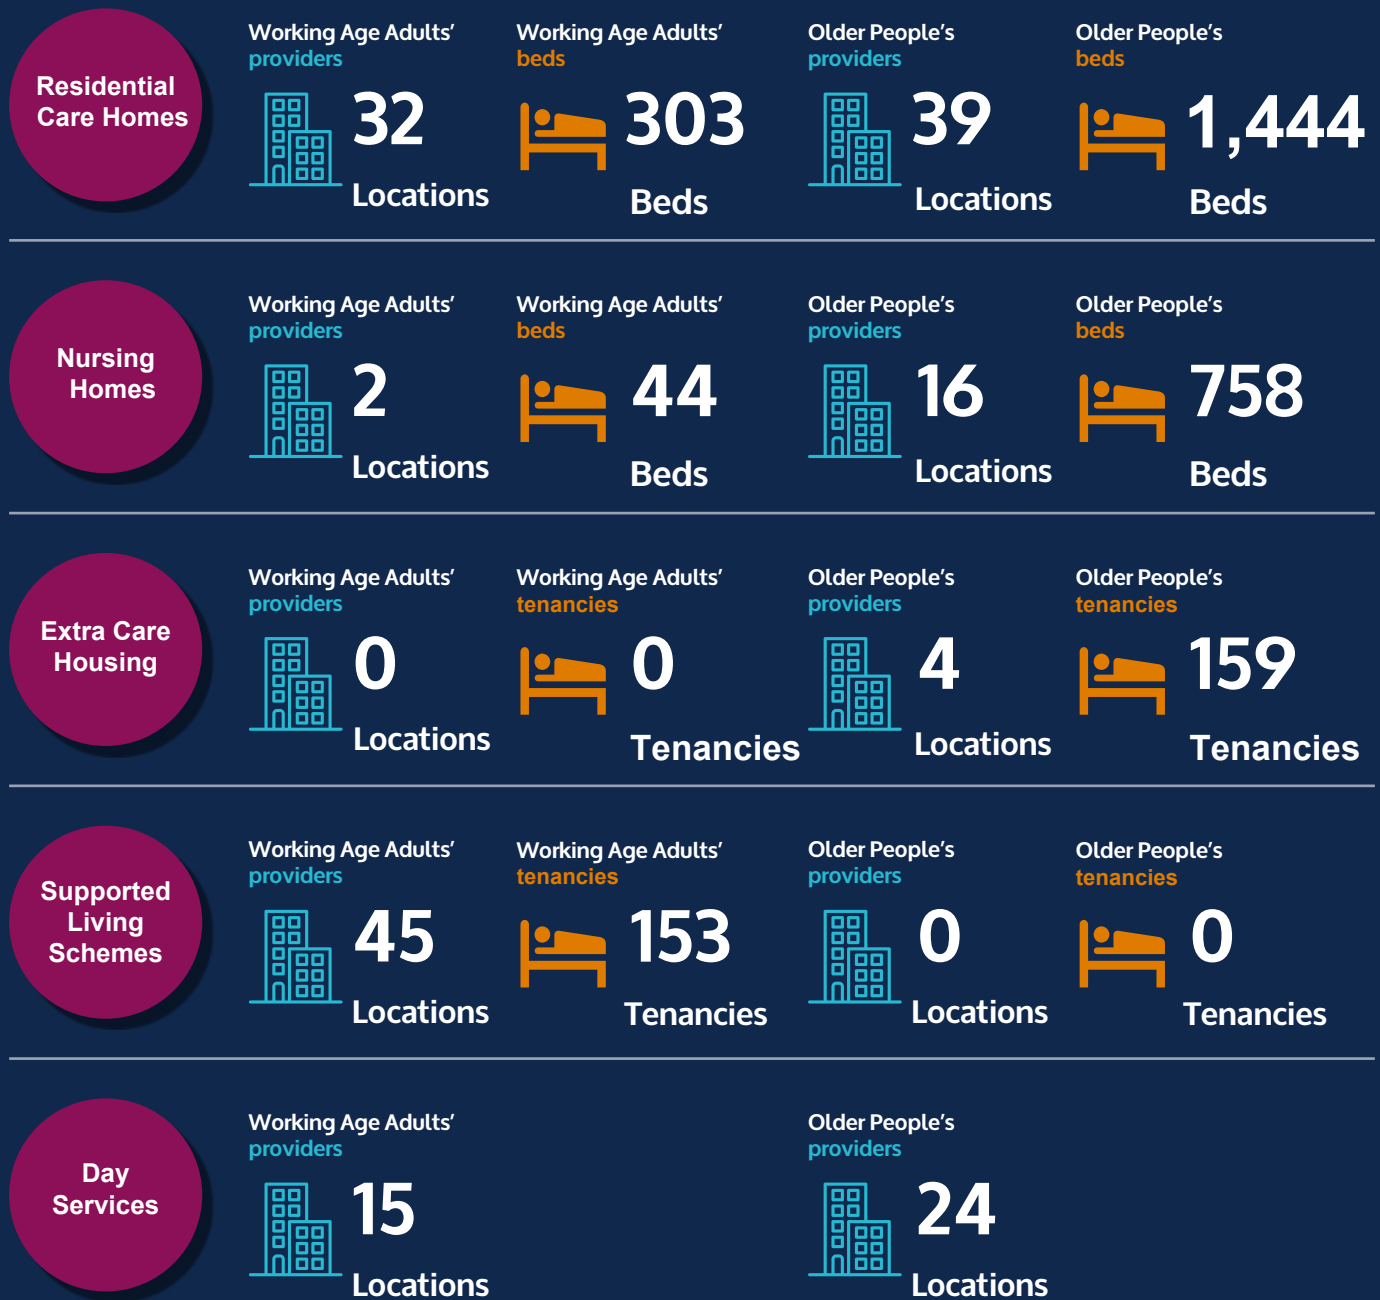 Residential
Care Homes
Working Age Adults’
providers
32
Locations
Working Age Adults’
beds
303
Beds
Older People’s
providers
39
Locations
Older People’s
beds
1,444
Beds
Nursing
Homes
Working Age Adults’
providers
2
Locations
Working Age Adults’
beds
44
Beds
Older People’s
providers
16
Locations
Older People’s
beds
758
Beds
Extra Care
Housing
Working Age Adults’
providers
0
Locations
Working Age Adults’
tenancies
0
Tenancies
Older People’s
providers
4
Locations
Older People’s
tenancies
159
Tenancies
Supported
Living
Schemes
Working Age Adults’
providers
45
Locations
Working Age Adults’
tenancies
153
Tenancies
Older People’s
providers
0
Locations
Older People’s
tenancies
0
Tenancies
Day
Services
Working Age Adults’
providers
15
Locations
Older People’s
providers
24
Locations